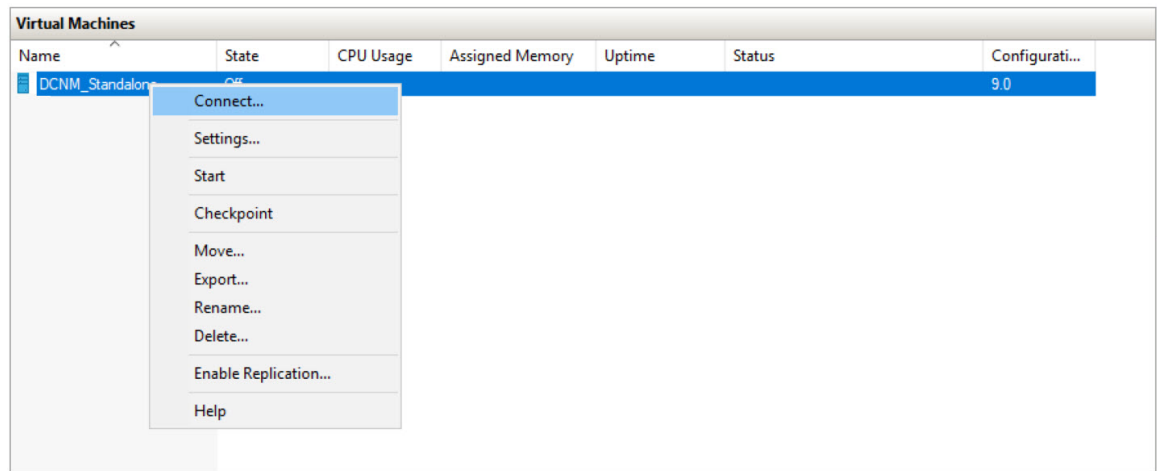 Virtual Machines
Name State CPU Usage Assigned Memory Uptime Status Configurati...
DCNM_Standalone Off 9.0
Connect...
Settings...
Start
Checkpoint
Move...
Export...
Rename...
Delete...
Enable Replication...
Help